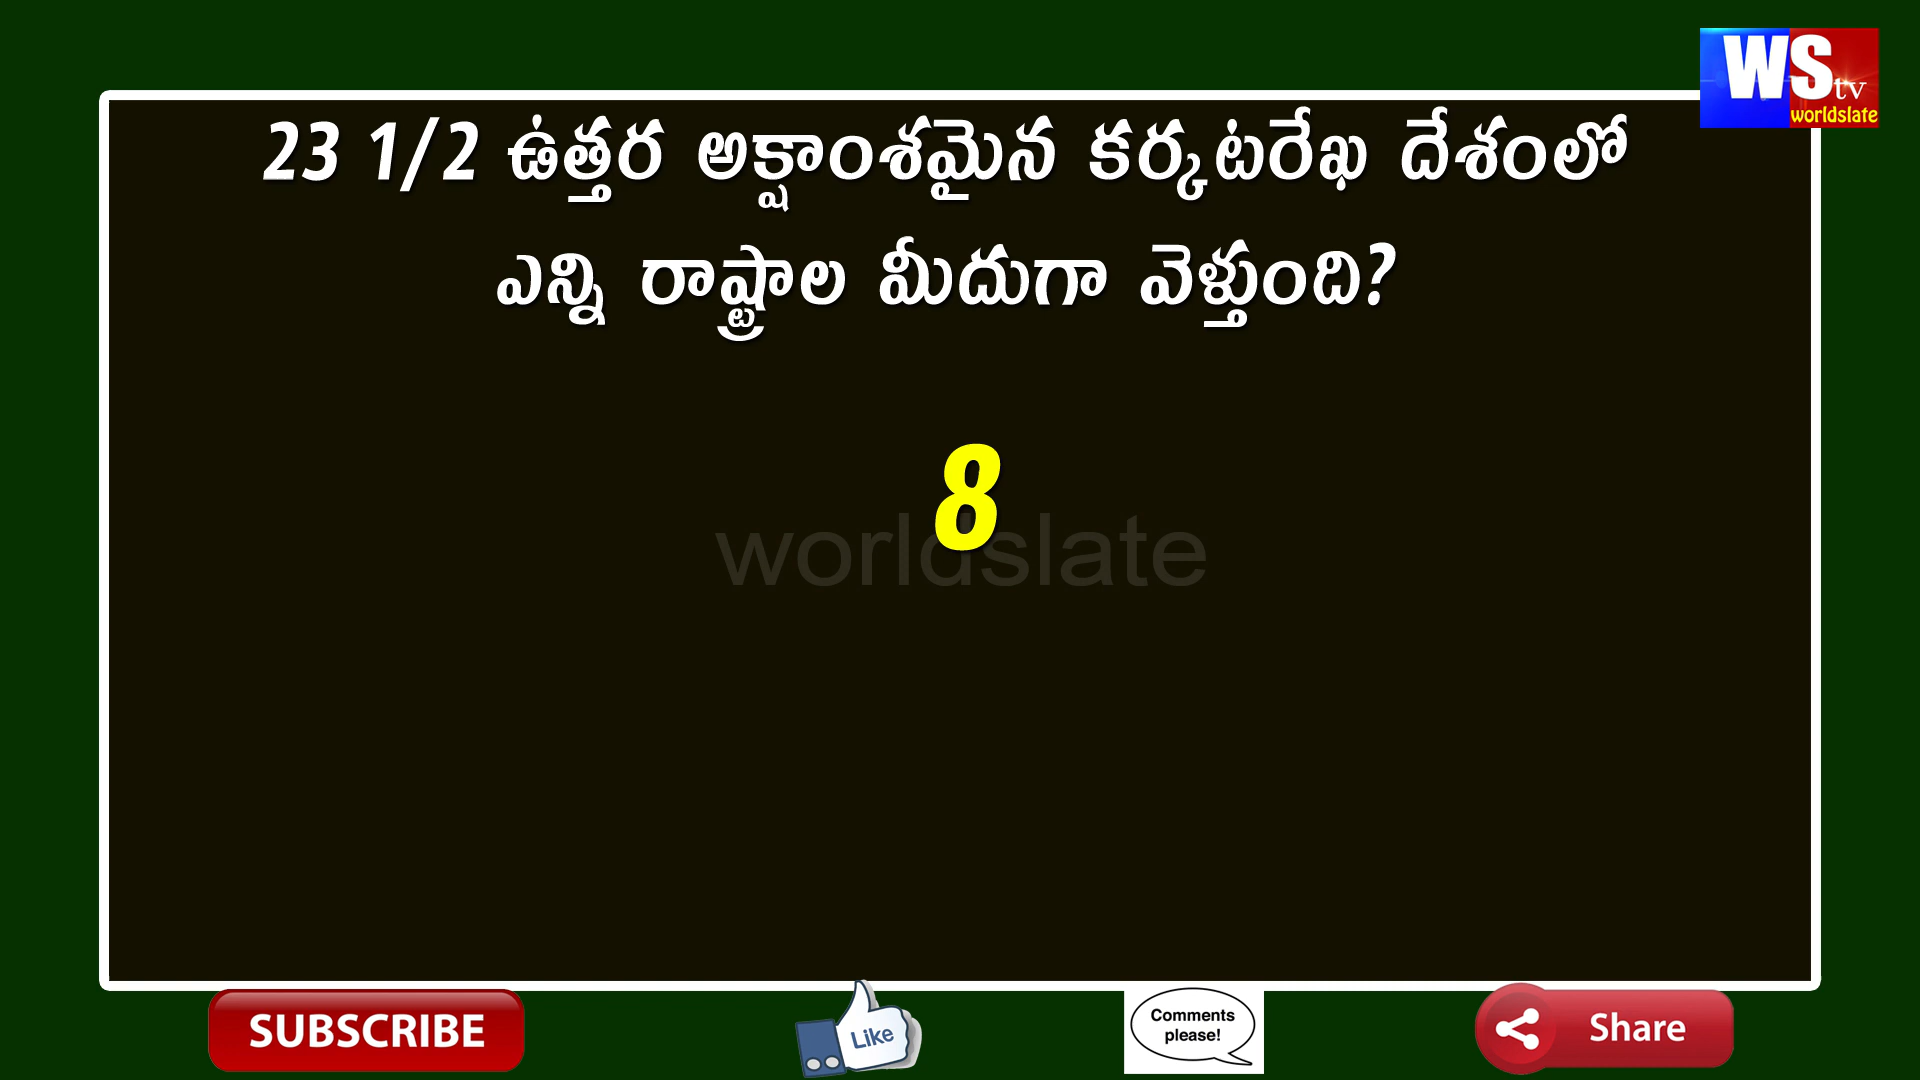 WS tv
worldslate
23 1/2 ఉత్తర అక్షాంశమైన కర్కటరేఖ దేశంలో
ఎన్ని రాష్ట్రాల మీదుగా వెళ్తుంది?
8
worldslate
SUBSCRIBE
Like
Comments
please!
Share